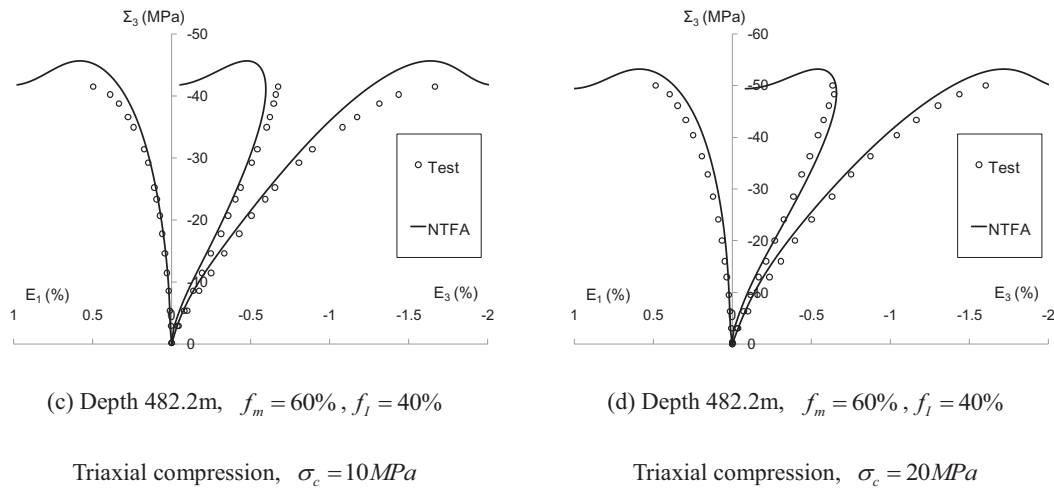 Σ3 (MPa)
-50
-40
-30
-20
-10
0
E1 (%)
E3 (%)
1 0.5 0 -0.5 -1 -1.5 -2
Test
NTFA
(c) Depth 482.2m, fm = 60% , fI = 40%
Triaxial compression, σc = 10MPa
Σ3 (MPa)
-60
-50
-40
-30
-20
-10
0
E1 (%)
E3 (%)
1 0.5 0 -0.5 -1 -1.5 -2
Test
NTFA
(d) Depth 482.2m, fm = 60% , fI = 40%
Triaxial compression, σc = 20MPa